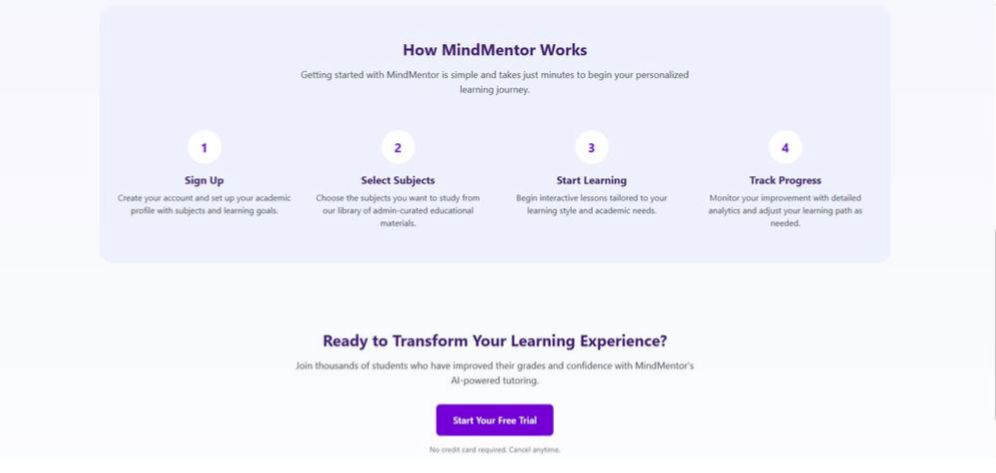 How MindMentor Works
Getting started with MindMentor is simple and takes just minutes to begin your personalized
learning journey.
1
Sign Up
Create your account and set up your academic
profile with subjects and learning goals.
2
Select Subjects
Choose the subjects you want to study from
our library of admin-curated educational
materials.
3
Start Learning
Begin interactive lessons tailored to your
learning style and academic needs.
4
Track Progress
Monitor your improvement with detailed
analytics and adjust your learning path as
needed.
Ready to Transform Your Learning Experience?
Join thousands of students who have improved their grades and confidence with MindMentor's
AI-powered tutoring.
Start Your Free Trial
No credit card required. Cancel anytime.